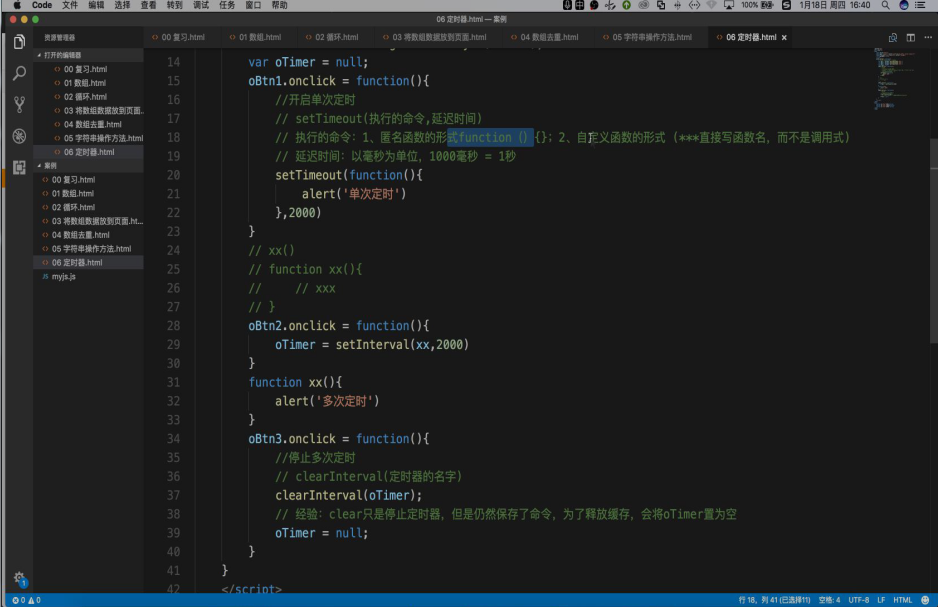 Code 文件 编辑 选择 查看 转到 调试 任务 窗口 帮助 100% 1月18日 周四 16:40
06 定时器.html — 案例
资源管理器
00 复习.html 01 数组.html 02 循环.html 03 将数组数据放到页面.html 04 数组去重.html 05 字符串操作方法.html 06 定时器.html ×
打开的编辑器
00 复习.html
01 数组.html
02 循环.html
03 将数组数据放到页面...
04 数组去重.html
05 字符串操作方法.html
06 定时器.html
案例
00 复习.html
01 数组.html
02 循环.html
03 将数组数据放到页面.ht...
04 数组去重.html
05 字符串操作方法.html
06 定时器.html
JS myjs.js
14 var oTimer = null;
15 oBtn1.onclick = function(){
16 //开启单次定时
17 // setTimeout(执行的命令,延迟时间)
18 // 执行的命令：1、匿名函数的形式function () {}；2、自定义函数的形式 (***直接写函数名，而不是调用式)
19 // 延迟时间：以毫秒为单位，1000毫秒 = 1秒
20 setTimeout(function(){
21 alert('单次定时')
22 },2000)
23 }
24 // xx()
25 // function xx(){
26 // // xxx
27 // }
28 oBtn2.onclick = function(){
29 oTimer = setInterval(xx,2000)
30 }
31 function xx(){
32 alert('多次定时')
33 }
34 oBtn3.onclick = function(){
35 //停止多次定时
36 // clearInterval(定时器的名字)
37 clearInterval(oTimer);
38 // 经验：clear只是停止定时器，但是仍然保存了命令，为了释放缓存，会将oTimer置为空
39 oTimer = null;
40 }
41 }
42 </script>
1
0 0 行 18，列 41 (已选择11) 空格: 4 UTF-8 LF HTML